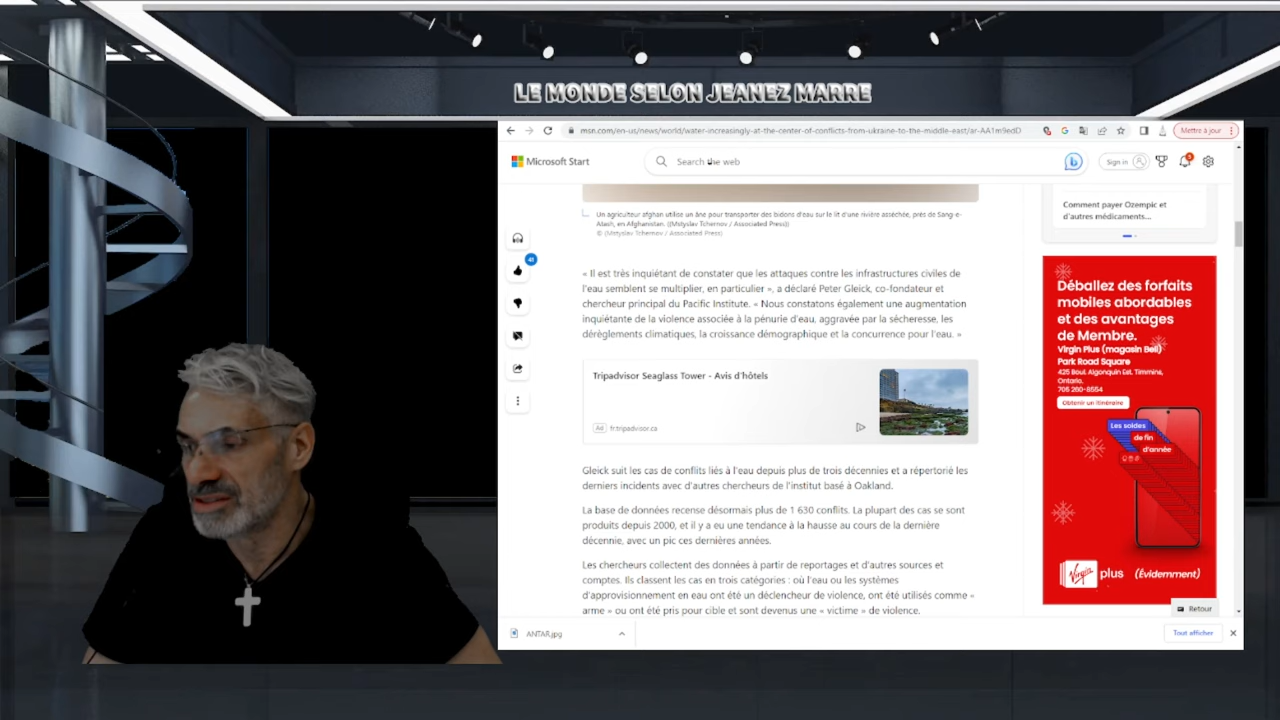 LE MONDE SELON JEANEZ MARRE
msn.com/en-us/news/world/water-increasingly-at-the-center-of-conflicts-from-ukraine-to-the-middle-east/ar-AA1m9edD
Mettre à jour
Microsoft Start
Search the web
Sign in
Un agriculteur afghan utilise un âne pour transporter des bidons d'eau sur le lit d'une rivière asséchée, près de Sang-e-
Atash, en Afghanistan. ((Mstyslav Tchernov / Associated Press))
© (Mstyslav Tchernov / Associated Press)
41
« Il est très inquiétant de constater que les attaques contre les infrastructures civiles de
l'eau semblent se multiplier, en particulier », a déclaré Peter Gleick, co-fondateur et
chercheur principal du Pacific Institute. « Nous constatons également une augmentation
inquiétante de la violence associée à la pénurie d'eau, aggravée par la sécheresse, les
dérèglements climatiques, la croissance démographique et la concurrence pour l'eau. »
Tripadvisor Seaglass Tower - Avis d'hôtels
Ad fr.tripadvisor.ca
Gleick suit les cas de conflits liés à l'eau depuis plus de trois décennies et a répertorié les
derniers incidents avec d'autres chercheurs de l'institut basé à Oakland.
La base de données recense désormais plus de 1 630 conflits. La plupart des cas se sont
produits depuis 2000, et il y a eu une tendance à la hausse au cours de la dernière
décennie, avec un pic ces dernières années.
Les chercheurs collectent des données à partir de reportages et d'autres sources et
comptes. Ils classent les cas en trois catégories : où l'eau ou les systèmes
d'approvisionnement en eau ont été un déclencheur de violence, ont été utilisés comme «
arme » ou ont été pris pour cible et sont devenus une « victime » de violence.
Comment payer Ozempic et
d'autres médicaments...
Déballez des forfaits
mobiles abordables
et des avantages
de Membre.
Virgin Plus (magasin Bell)
Park Road Square
425 Boul. Algonquin Est, Timmins,
Ontario,
705 260-8554
Obtenir un itinéraire
Les soldes
de fin
d'année
Virgin plus (Évidemment)
Retour
ANTAR.jpg
Tout afficher